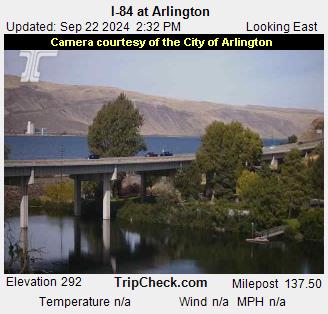 I-84 at Arlington
Updated: Sep 22 2024 2:32 PM Looking East
Camera courtesy of the City of Arlington
Elevation 292 TripCheck.com Milepost 137.50
Temperature n/a Wind n/a MPH n/a